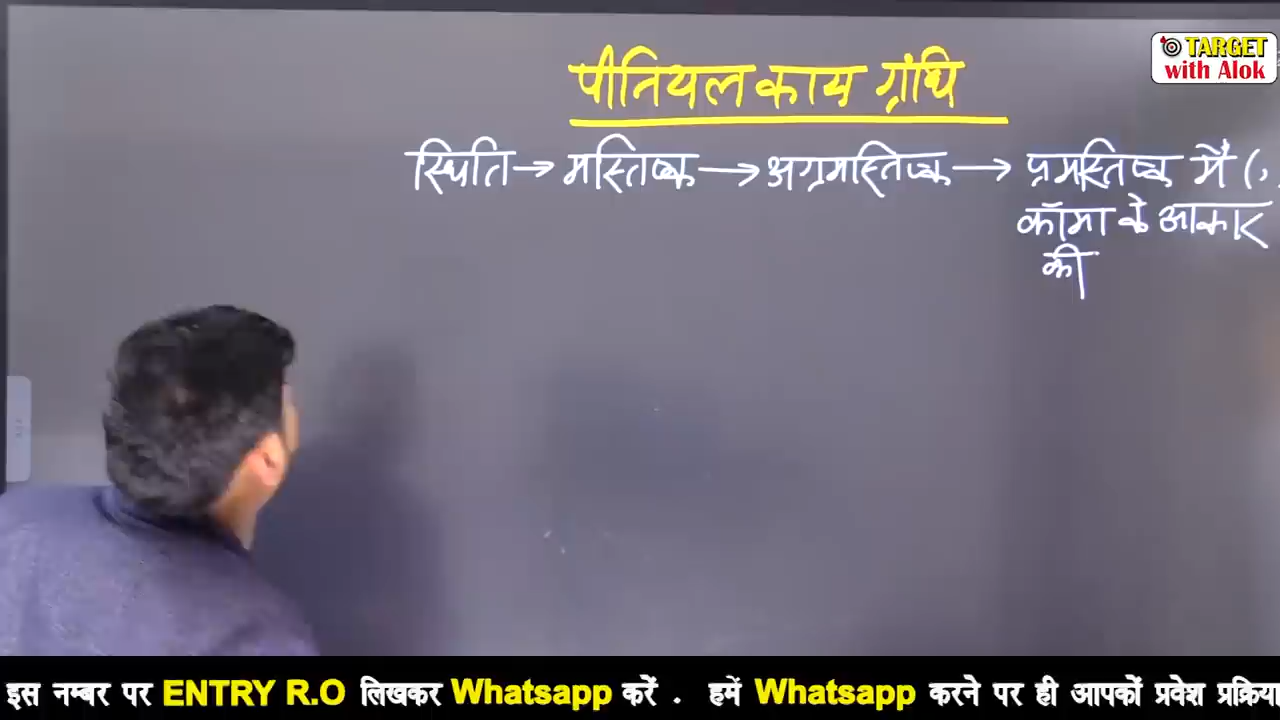 TARGET
with Alok
पीनियल काय ग्रंथि
स्थिति → मस्तिष्क → अग्रमस्तिष्क → प्रमस्तिष्क में (,
कॉमा के आकार
की
इस नम्बर पर ENTRY R.O लिखकर Whatsapp करें . हमें Whatsapp करने पर ही आपकों प्रवेश प्रक्रिया